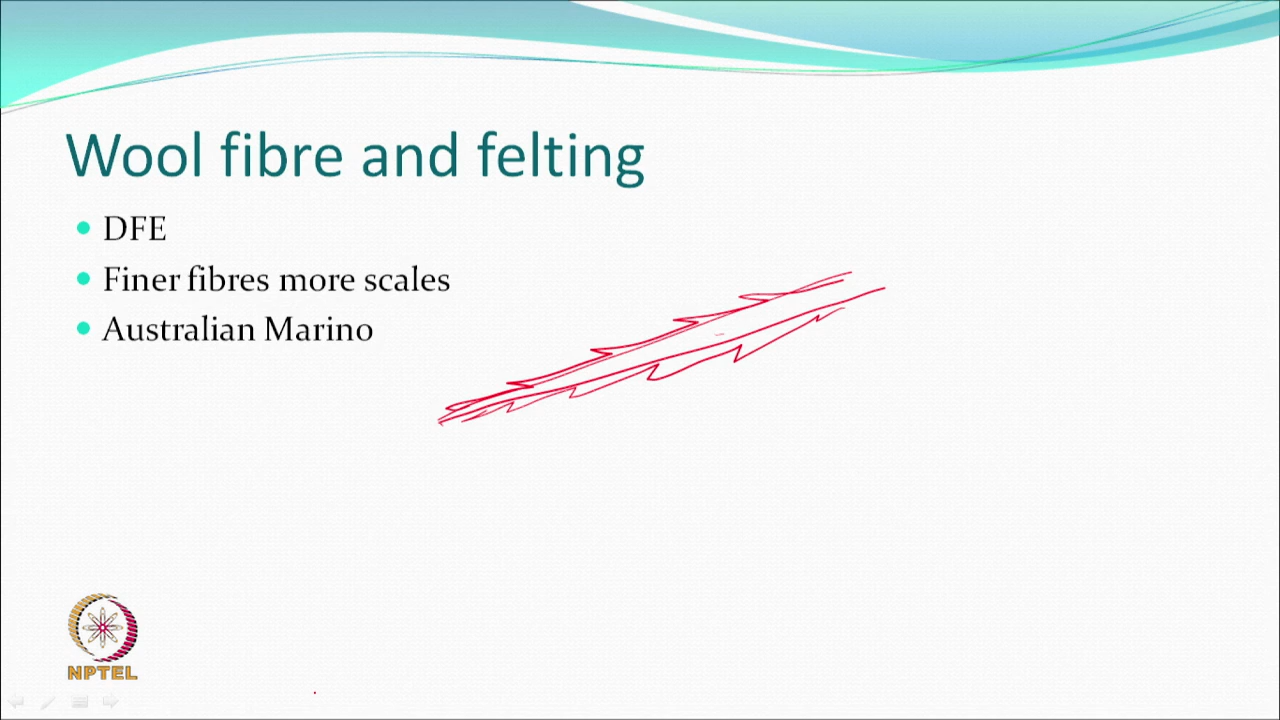 Wool fibre and felting
DFE
Finer fibres more scales
Australian Marino
NPTEL